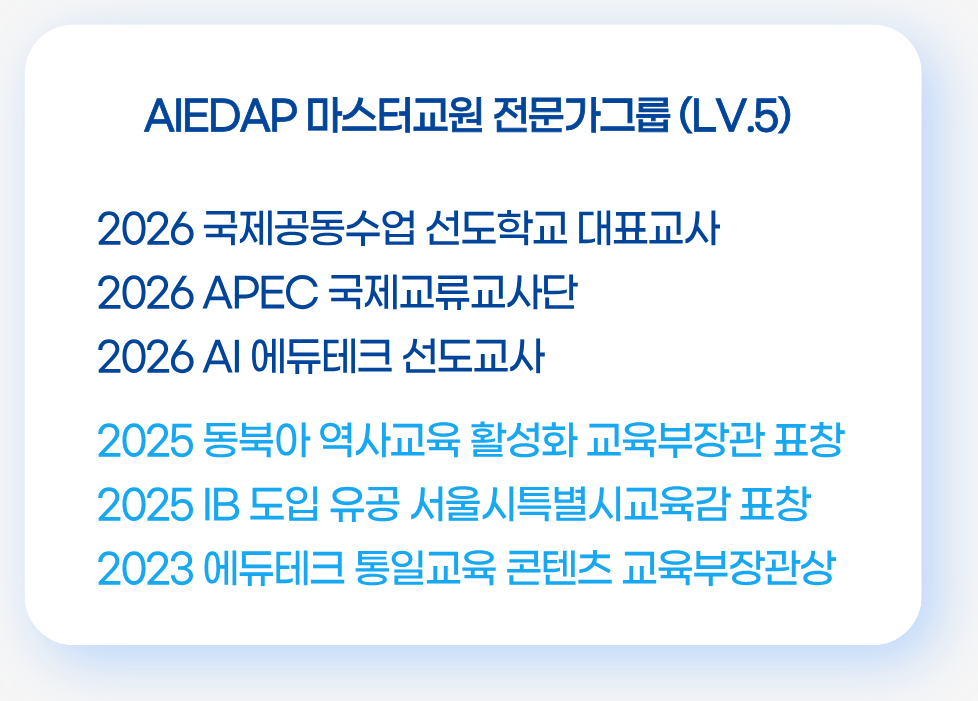 AIEDAP 마스터교원 전문가그룹 (LV.5)
2026 국제공동수업 선도학교 대표교사
2026 APEC 국제교류교사단
2026 AI 에듀테크 선도교사
2025 동북아 역사교육 활성화 교육부장관 표창
2025 IB 도입 유공 서울시특별시교육감 표창
2023 에듀테크 통일교육 콘텐츠 교육부장관상